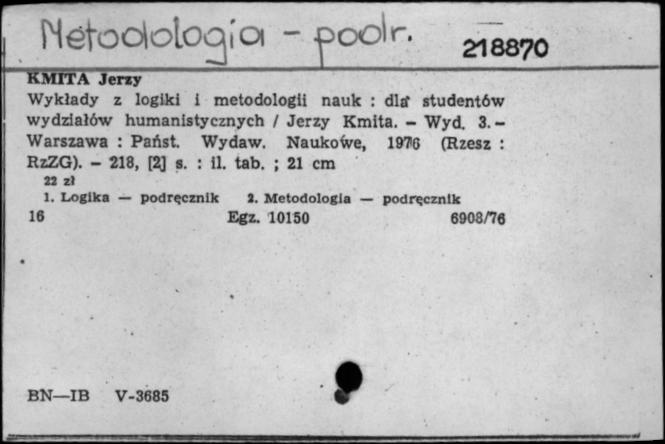 Metodologia - podr.
218870
KMITA Jerzy
Wykłady z logiki i metodologii nauk : dla studentów
wydziałów humanistycznych / Jerzy Kmita. – Wyd. 3. –
Warszawa : Państ. Wydaw. Naukowe, 1976 (Rzesz :
RzZG). – 218, [2] s. : il. tab. ; 21 cm
22 zł
1. Logika — podręcznik 2. Metodologia — podręcznik
16 Egz. 10150 6908/76
BN—IB V-3685